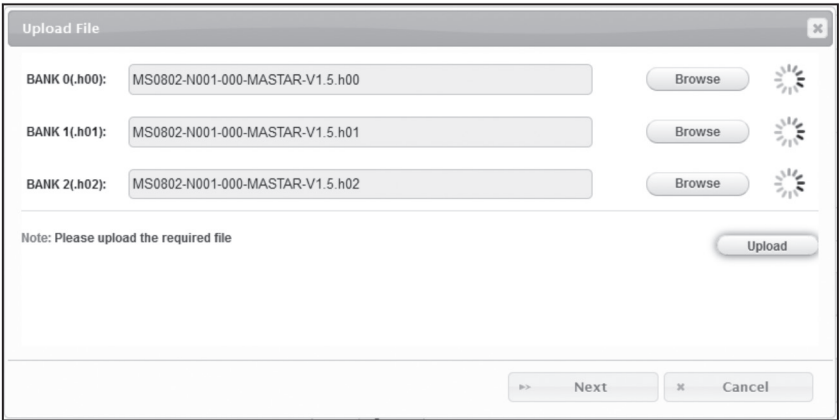 Upload File
BANK 0(.h00): MS0802-N001-000-MASTAR-V1.5.h00 Browse
BANK 1(.h01): MS0802-N001-000-MASTAR-V1.5.h01 Browse
BANK 2(.h02): MS0802-N001-000-MASTAR-V1.5.h02 Browse
Note: Please upload the required file Upload
Next Cancel